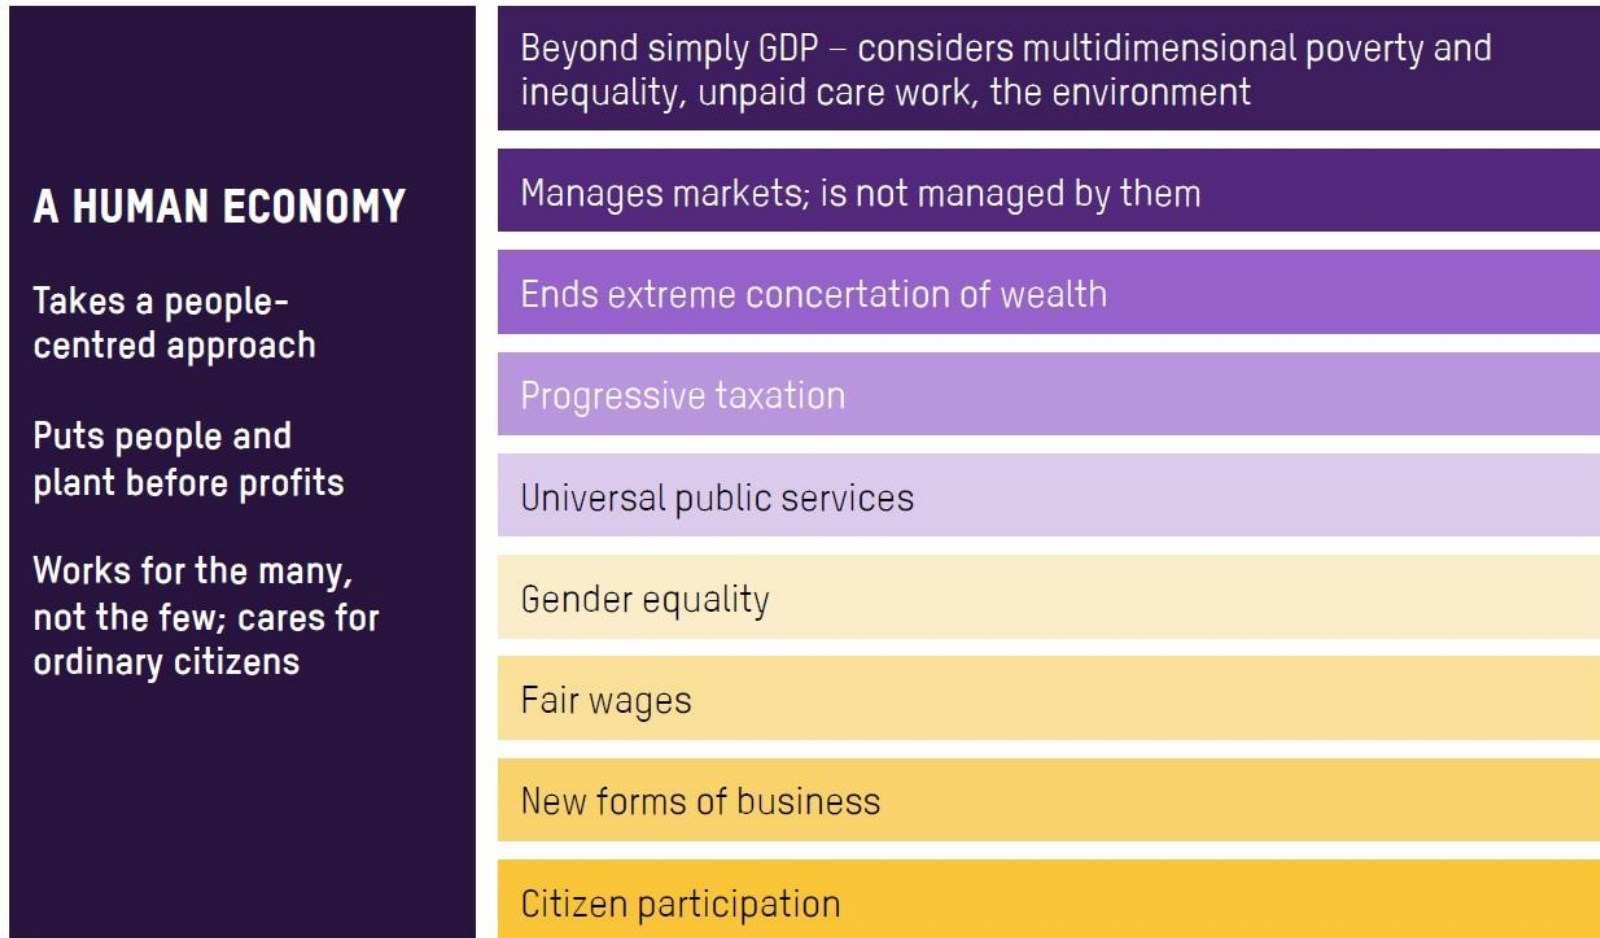 A HUMAN ECONOMY
Takes a people-
centred approach
Puts people and
plant before profits
Works for the many,
not the few; cares for
ordinary citizens
Beyond simply GDP – considers multidimensional poverty and
inequality, unpaid care work, the environment
Manages markets; is not managed by them
Ends extreme concertation of wealth
Progressive taxation
Universal public services
Gender equality
Fair wages
New forms of business
Citizen participation